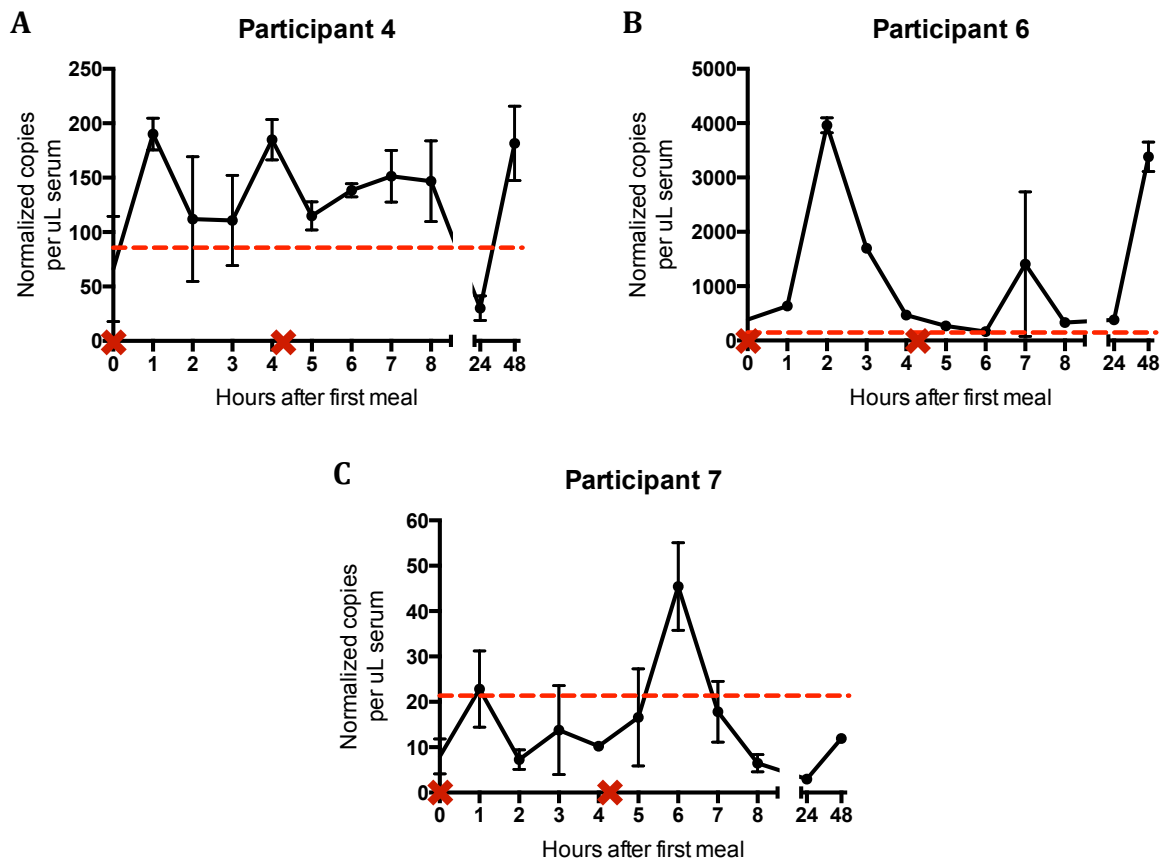 A
Participant 4
Normalized copies
per uL serum
250
200
150
100
50
0
0 1 2 3 4 5 6 7 8 24 48
Hours after first meal
B
Participant 6
Normalized copies
per uL serum
5000
4000
3000
2000
1000
0
0 1 2 3 4 5 6 7 8 24 48
Hours after first meal
C
Participant 7
Normalized copies
per uL serum
60
50
40
30
20
10
0
0 1 2 3 4 5 6 7 8 24 48
Hours after first meal